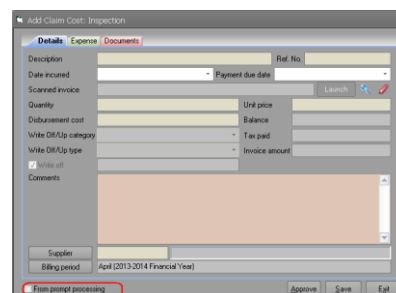 Add Claim Cost: Inspection
Details Expense Documents
Description Ref. No.
Date incurred Payment due date
Scanned invoice Launch
Quantity Unit price
Disbursement cost Balance
Write Off/Up category Tax paid
Write Off/Up type Invoice amount
Write off
Comments
Supplier
Billing period April (2013-2014 Financial Year)
From prompt processing Approve Save Exit